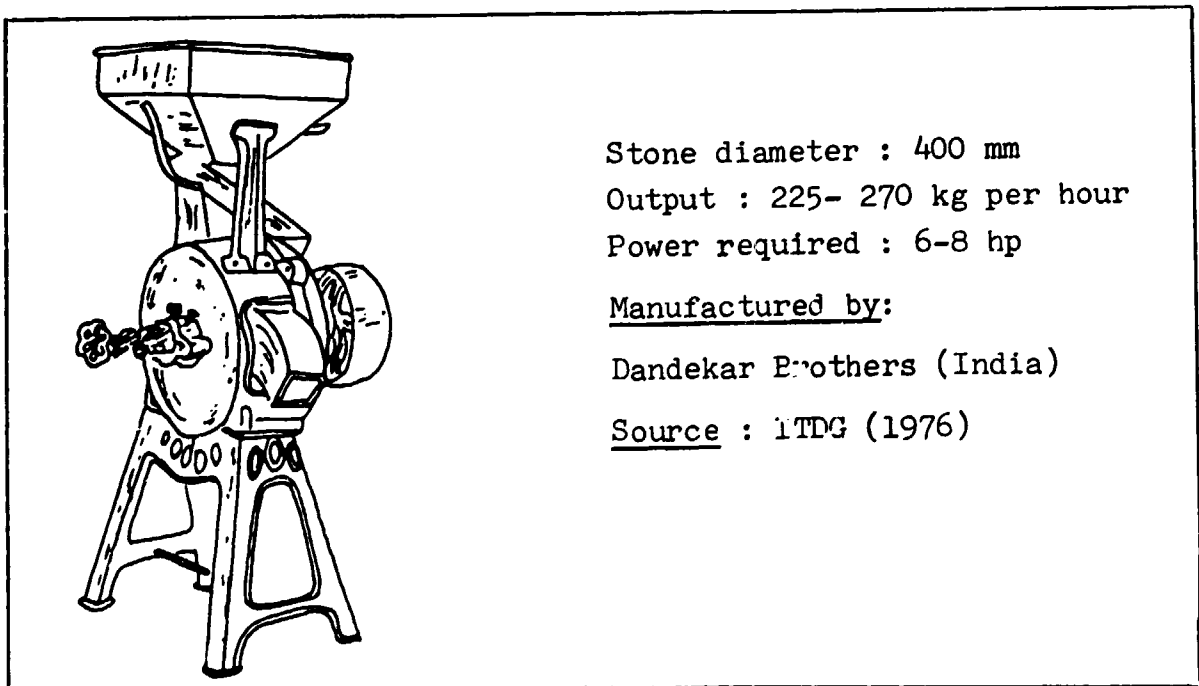 Stone diameter : 400 mm
Output : 225- 270 kg per hour
Power required : 6-8 hp
Manufactured by:
Dandekar Brothers (India)
Source : ITDG (1976)